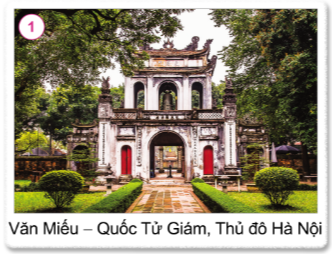 1
Văn Miếu – Quốc Tử Giám, Thủ đô Hà Nội